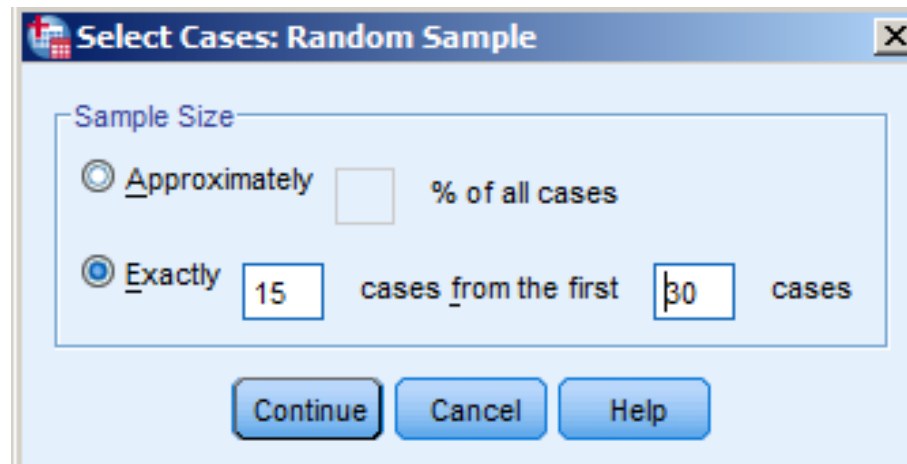 Select Cases: Random Sample
Sample Size
Approximately % of all cases
Exactly 15 cases from the first 30 cases
Continue Cancel Help